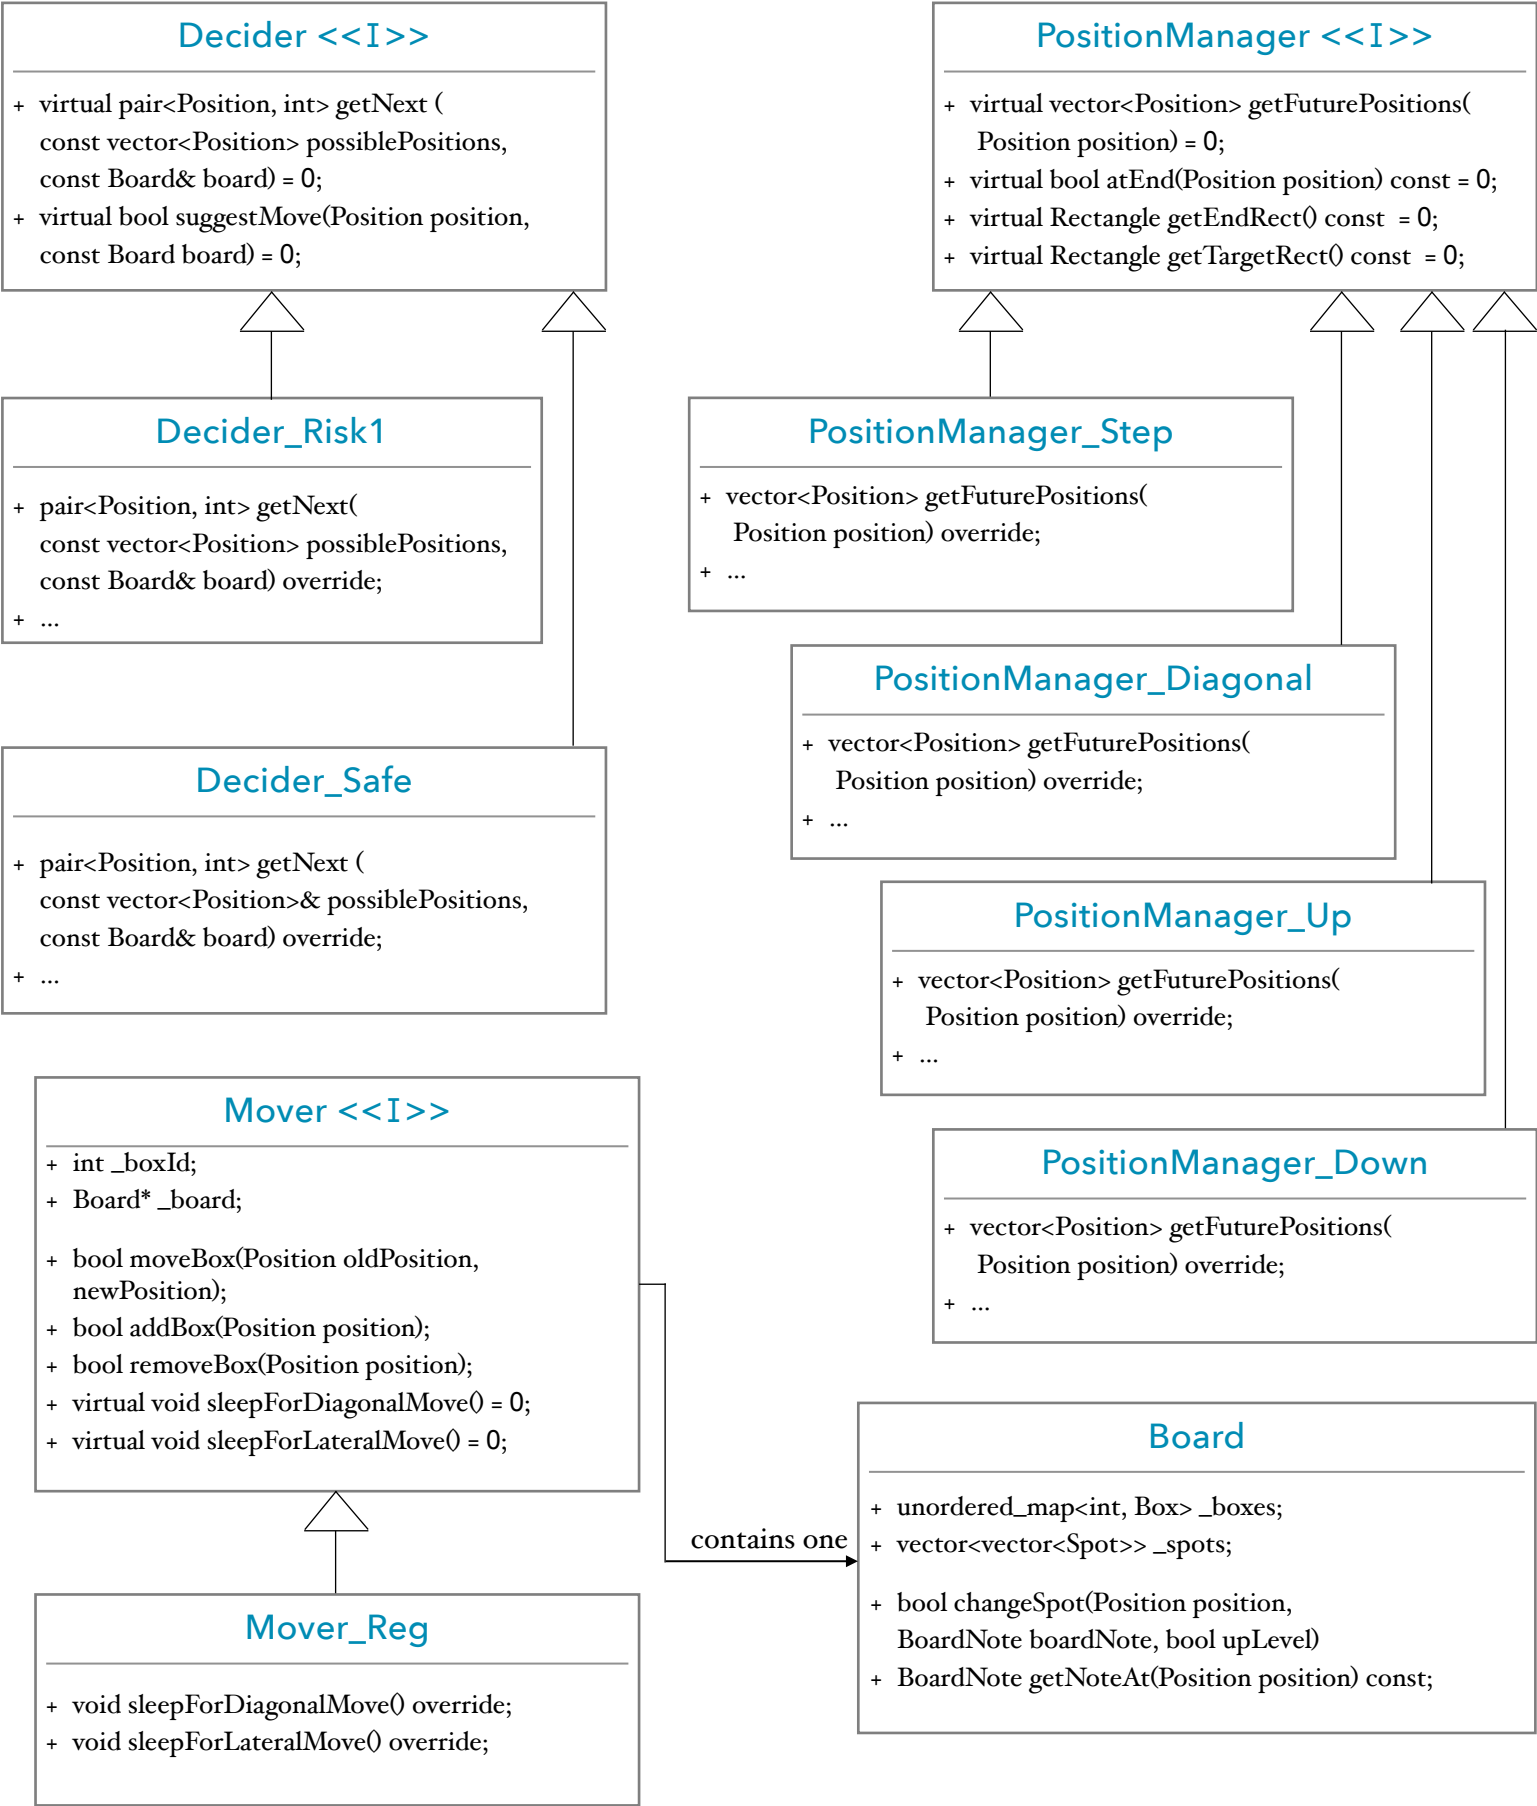 Decider <<I>>
+ virtual pair<Position, int> getNext (
const vector<Position> possiblePositions,
const Board& board) = 0;
+ virtual bool suggestMove(Position position,
const Board board) = 0;
PositionManager <<I>>
+ virtual vector<Position> getFuturePositions(
Position position) = 0;
+ virtual bool atEnd(Position position) const = 0;
+ virtual Rectangle getEndRect() const = 0;
+ virtual Rectangle getTargetRect() const = 0;
Decider_Risk1
+ pair<Position, int> getNext(
const vector<Position> possiblePositions,
const Board& board) override;
+ ...
PositionManager_Step
+ vector<Position> getFuturePositions(
Position position) override;
+ ...
PositionManager_Diagonal
+ vector<Position> getFuturePositions(
Position position) override;
+ ...
Decider_Safe
+ pair<Position, int> getNext (
const vector<Position>& possiblePositions,
const Board& board) override;
+ ...
PositionManager_Up
+ vector<Position> getFuturePositions(
Position position) override;
+ ...
Mover <<I>>
+ int _boxId;
+ Board* _board;
+ bool moveBox(Position oldPosition,
newPosition);
+ bool addBox(Position position);
+ bool removeBox(Position position);
+ virtual void sleepForDiagonalMove() = 0;
+ virtual void sleepForLateralMove() = 0;
PositionManager_Down
+ vector<Position> getFuturePositions(
Position position) override;
+ ...
contains one
Board
+ unordered_map<int, Box> _boxes;
+ vector<vector<Spot>> _spots;
+ bool changeSpot(Position position,
BoardNote boardNote, bool upLevel)
+ BoardNote getNoteAt(Position position) const;
Mover_Reg
+ void sleepForDiagonalMove() override;
+ void sleepForLateralMove() override;